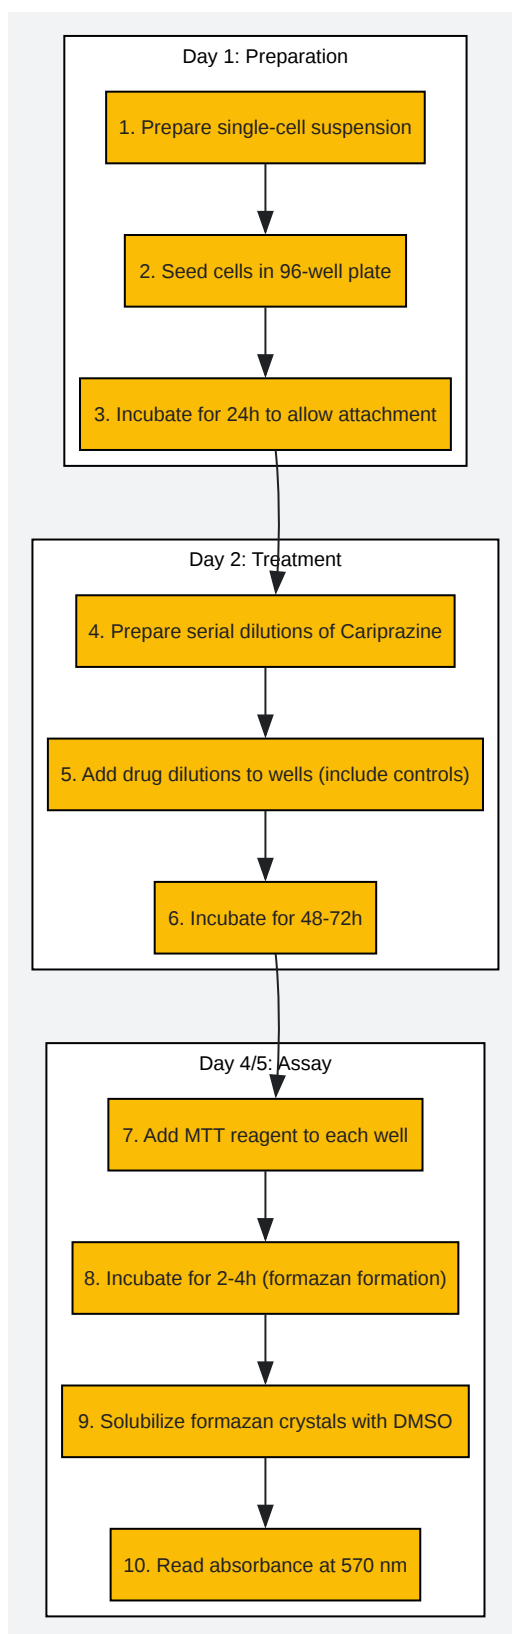 Day 1: Preparation
1. Prepare single-cell suspension
2. Seed cells in 96-well plate
3. Incubate for 24h to allow attachment
Day 2: Treatment
4. Prepare serial dilutions of Cariprazine
5. Add drug dilutions to wells (include controls)
6. Incubate for 48-72h
Day 4/5: Assay
7. Add MTT reagent to each well
8. Incubate for 2-4h (formazan formation)
9. Solubilize formazan crystals with DMSO
10. Read absorbance at 570 nm